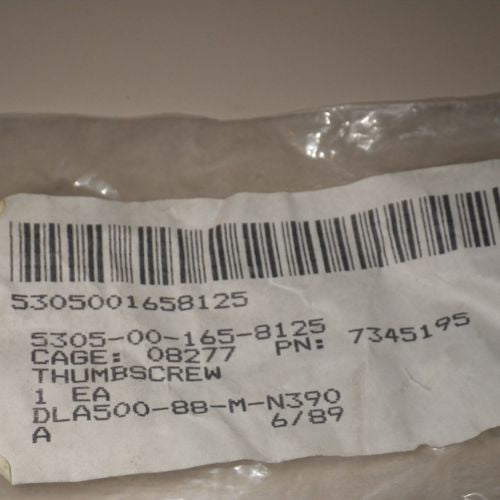 5305001658125
5305-00-165-8125
CAGE: 08277 PN: 7345195
THUMBSCREW
1 EA
DLA500-88-M-N390
A 6/89